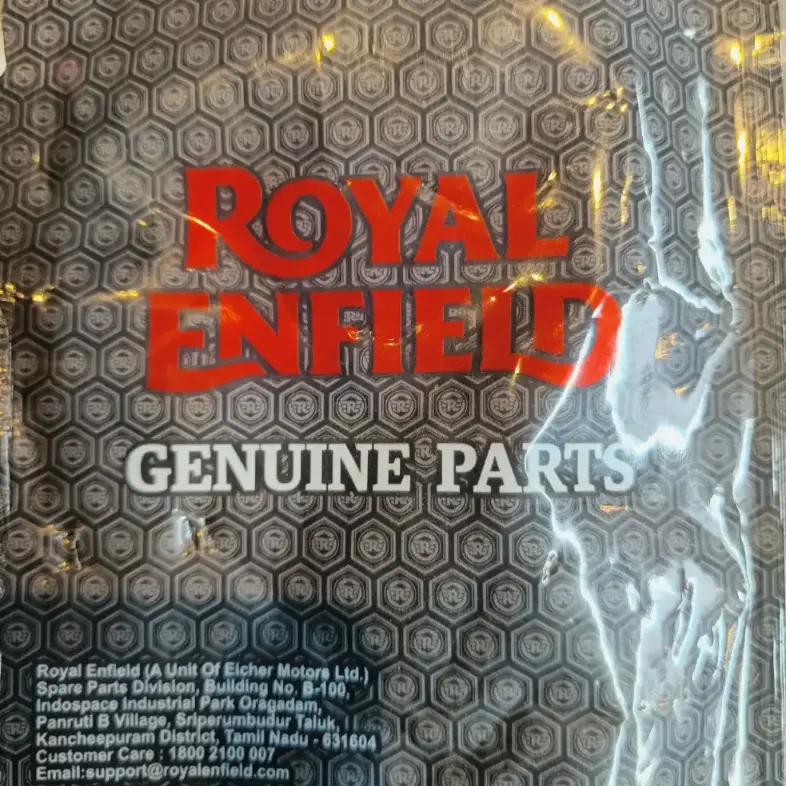 ROYAL
ENFIELD
GENUINE PARTS
Royal Enfield (A Unit Of Eicher Motors Ltd.)
Spare Parts Division, Building No, B-100,
Indospace Industrial Park Oragadam,
Panruti B Village, Sriperumbudur Taluk,
Kancheepuram District, Tamil Nadu - 631604
Customer Care : 1800 2100 007
Email:support@royalenfield.com